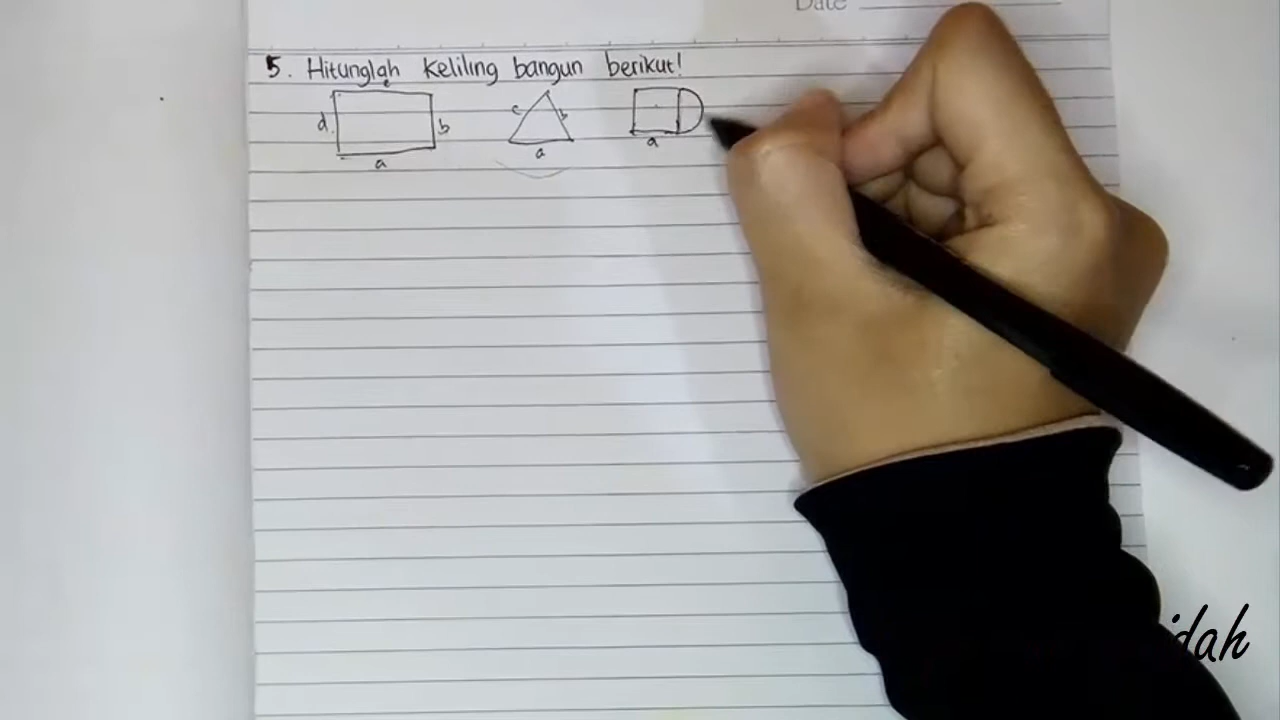 Date
5. Hitunglah Keliling bangun berikut!
c
d b a
c b a
a
idah